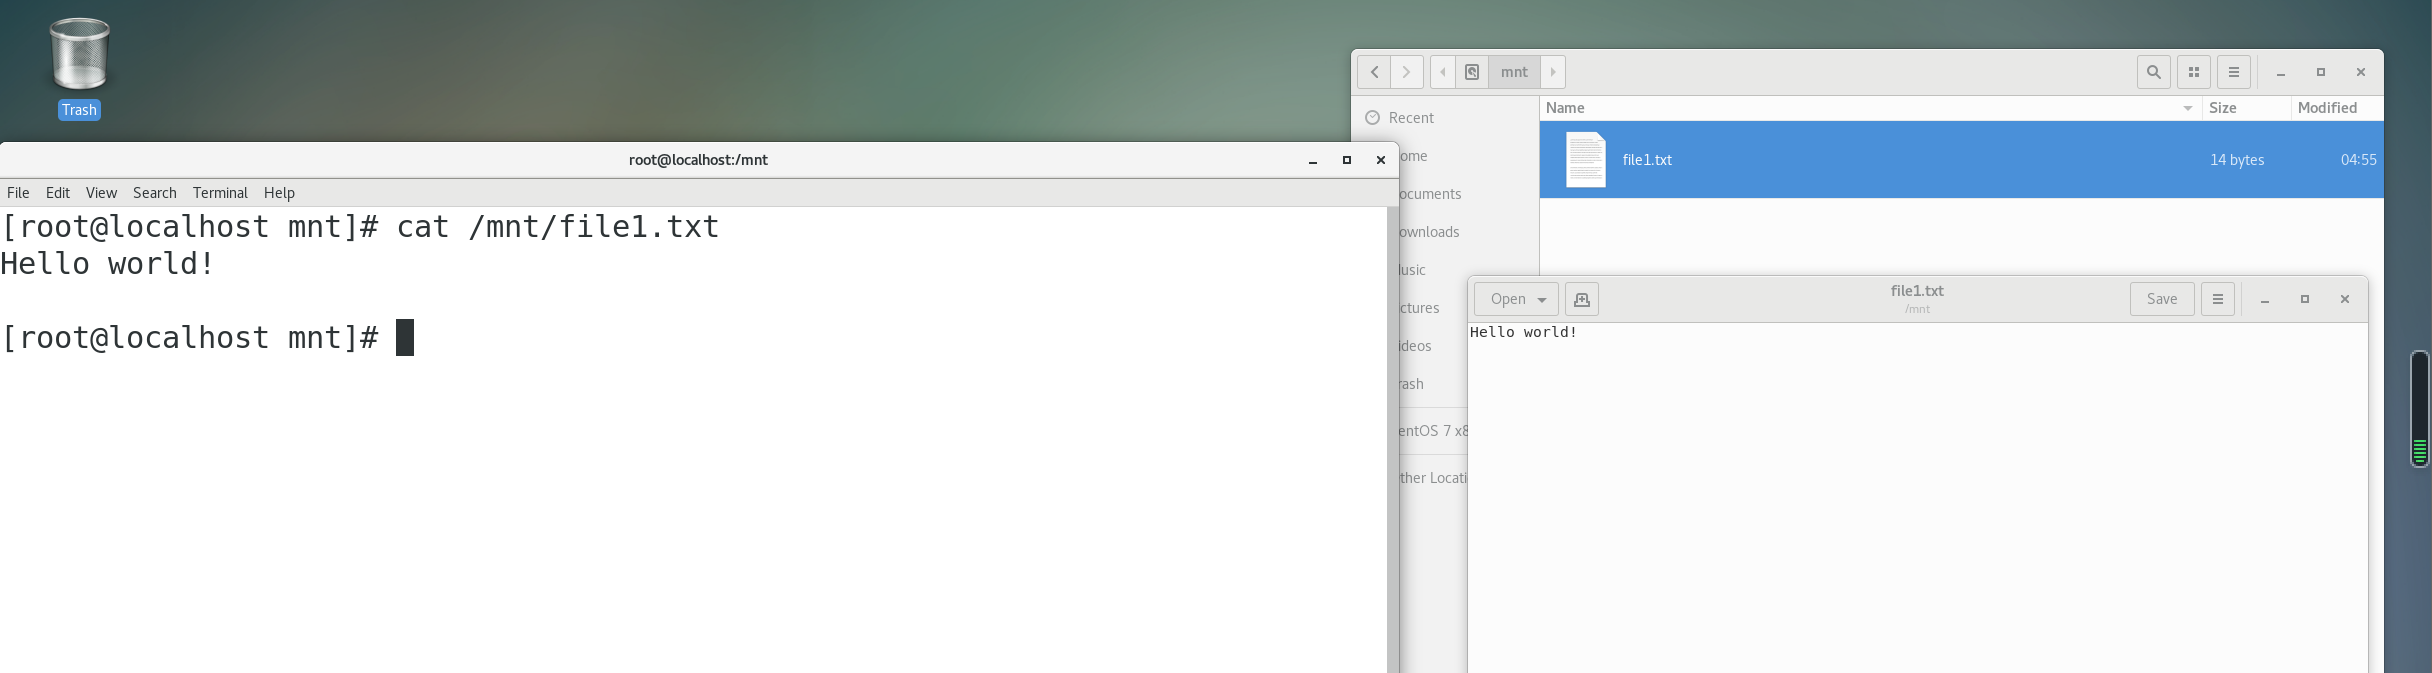 Trash
root@localhost:/mnt
File Edit View Search Terminal Help
[root@localhost mnt]# cat /mnt/file1.txt
Hello world!
[root@localhost mnt]#
mnt
Name Size Modified
file1.txt 14 bytes 04:55
Recent
ome
ocuments
ownloads
usic
ctures
ideos
rash
entOS 7 x8
ther Locati
Open file1.txt Save
/mnt
Hello world!